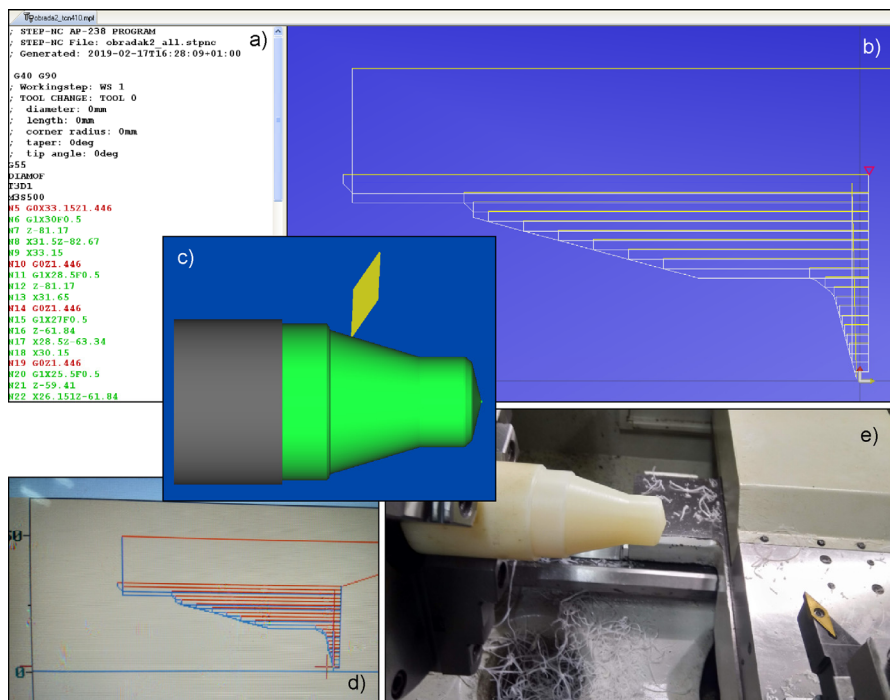 obrada2_tcn410.mpl
; STEP-NC AP-238 PROGRAM
; STEP-NC File: obradak2_all.stpnc
; Generated: 2019-02-17T16:28:09+01:00
G40 G90
; Workingstep: WS 1
; TOOL CHANGE: TOOL 0
; diameter: 0mm
; length: 0mm
; corner radius: 0mm
; taper: 0deg
; tip angle: 0deg
G55
DIAMOF
T3D1
M3S500
N5 G0X33.15Z1.446
N6 G1X30F0.5
N7 Z-81.17
N8 X31.5Z-82.67
N9 X33.15
N10 G0Z1.446
N11 G1X28.5F0.5
N12 Z-81.17
N13 X31.65
N14 G0Z1.446
N15 G1X27F0.5
N16 Z-61.84
N17 X28.5Z-63.34
N18 X30.15
N19 G0Z1.446
N20 G1X25.5F0.5
N21 Z-59.41
N22 X26.151Z-61.84
a)
b)
c)
0
d)
e)